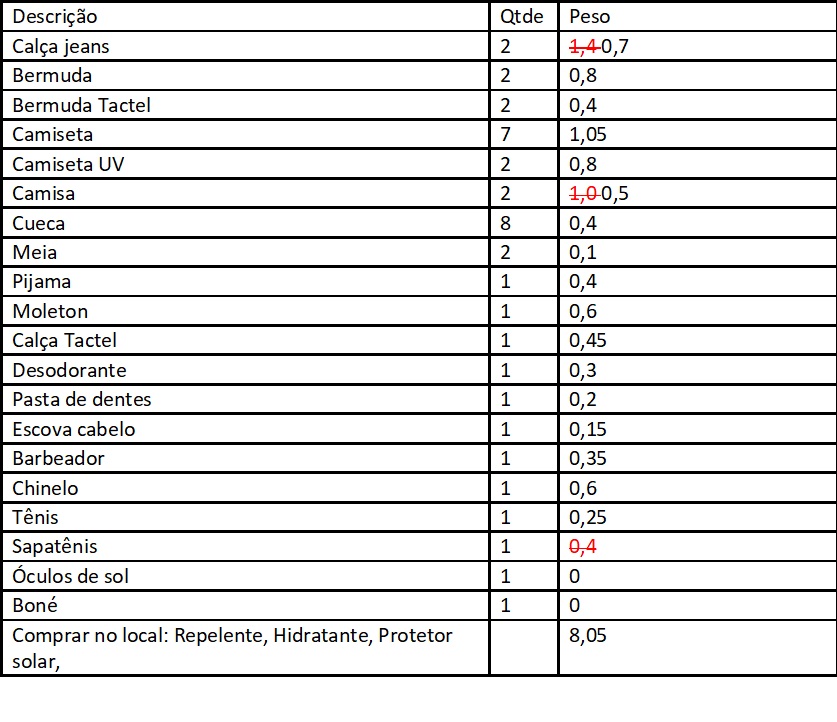 Descrição Qtde Peso
Calça jeans 2 1,4 0,7
Bermuda 2 0,8
Bermuda Tactel 2 0,4
Camiseta 7 1,05
Camiseta UV 2 0,8
Camisa 2 1,0 0,5
Cueca 8 0,4
Meia 2 0,1
Pijama 1 0,4
Moleton 1 0,6
Calça Tactel 1 0,45
Desodorante 1 0,3
Pasta de dentes 1 0,2
Escova cabelo 1 0,15
Barbeador 1 0,35
Chinelo 1 0,6
Tênis 1 0,25
Sapatênis 1 0,4
Óculos de sol 1 0
Boné 1 0
Comprar no local: Repelente, Hidratante, Protetor 8,05
solar,